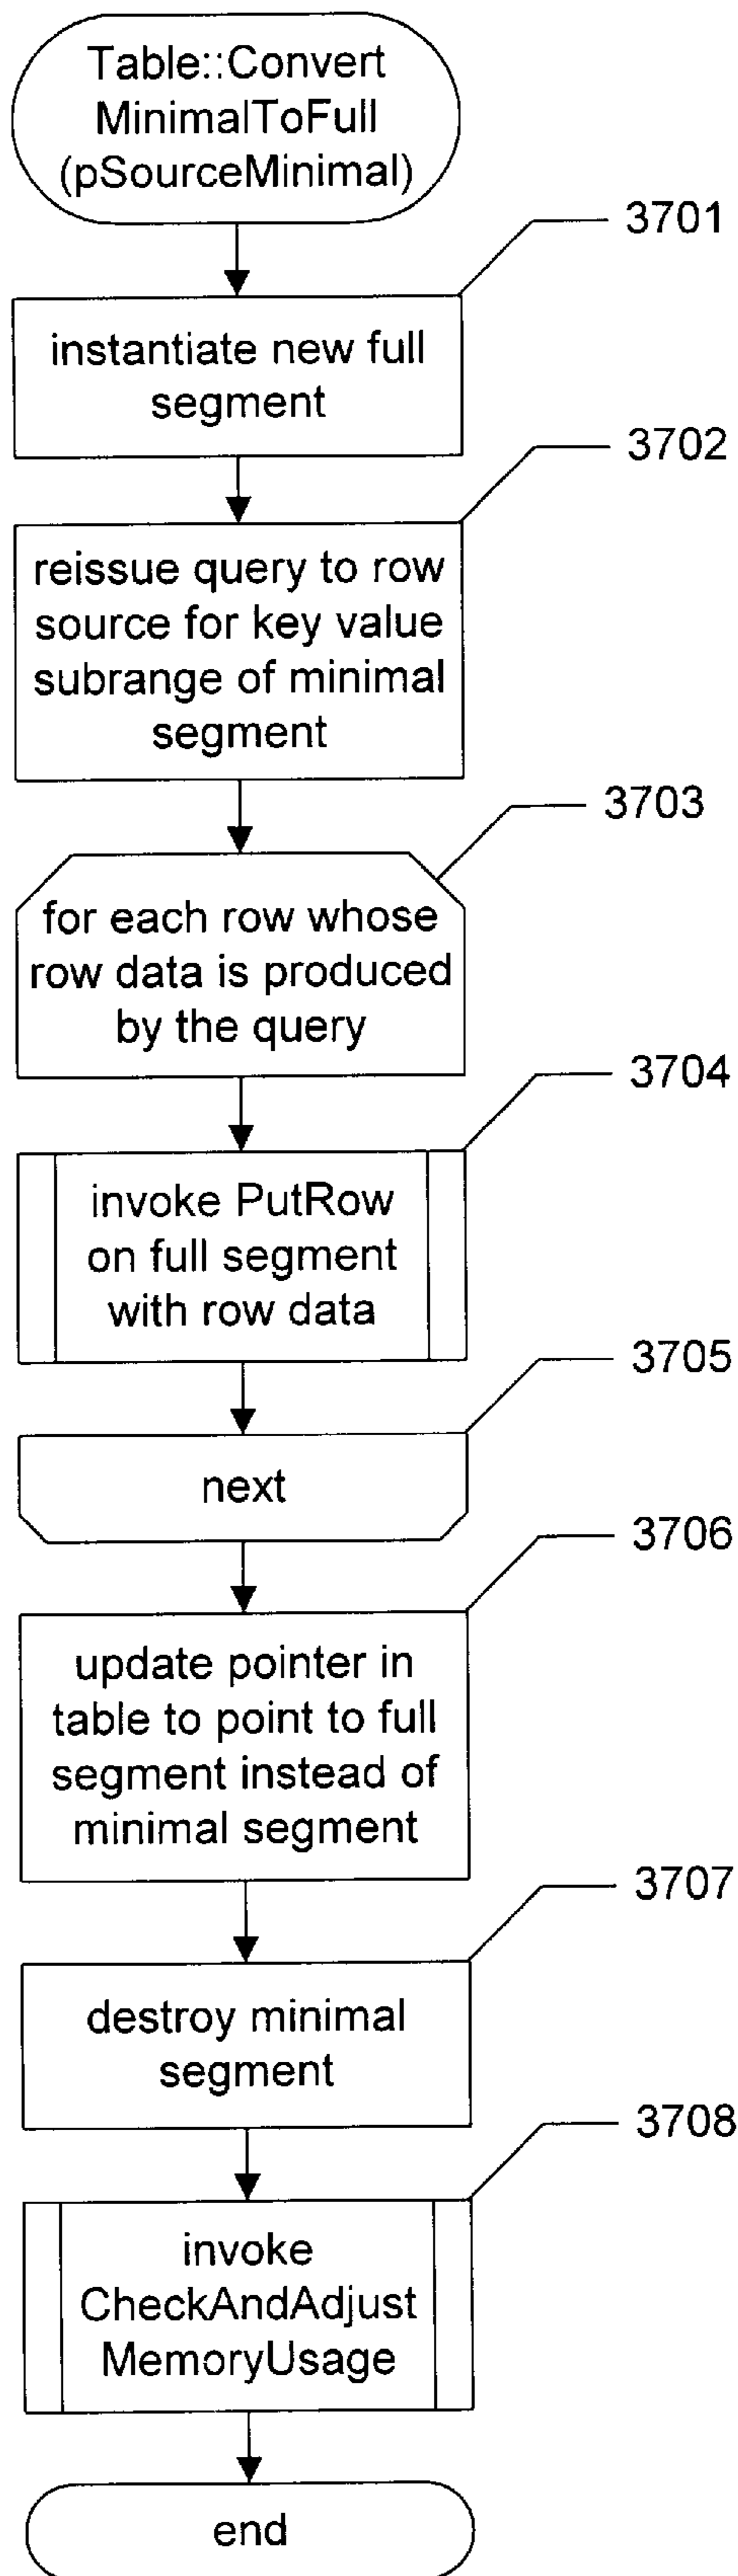 Table::Convert
MinimalToFull
(pSourceMinimal)
3701
instantiate new full
segment
3702
reissue query to row
source for key value
subrange of minimal
segment
3703
for each row whose
row data is produced
by the query
3704
invoke PutRow
on full segment
with row data
3705
next
3706
update pointer in
table to point to full
segment instead of
minimal segment
3707
destroy minimal
segment
3708
invoke
CheckAndAdjust
MemoryUsage
end